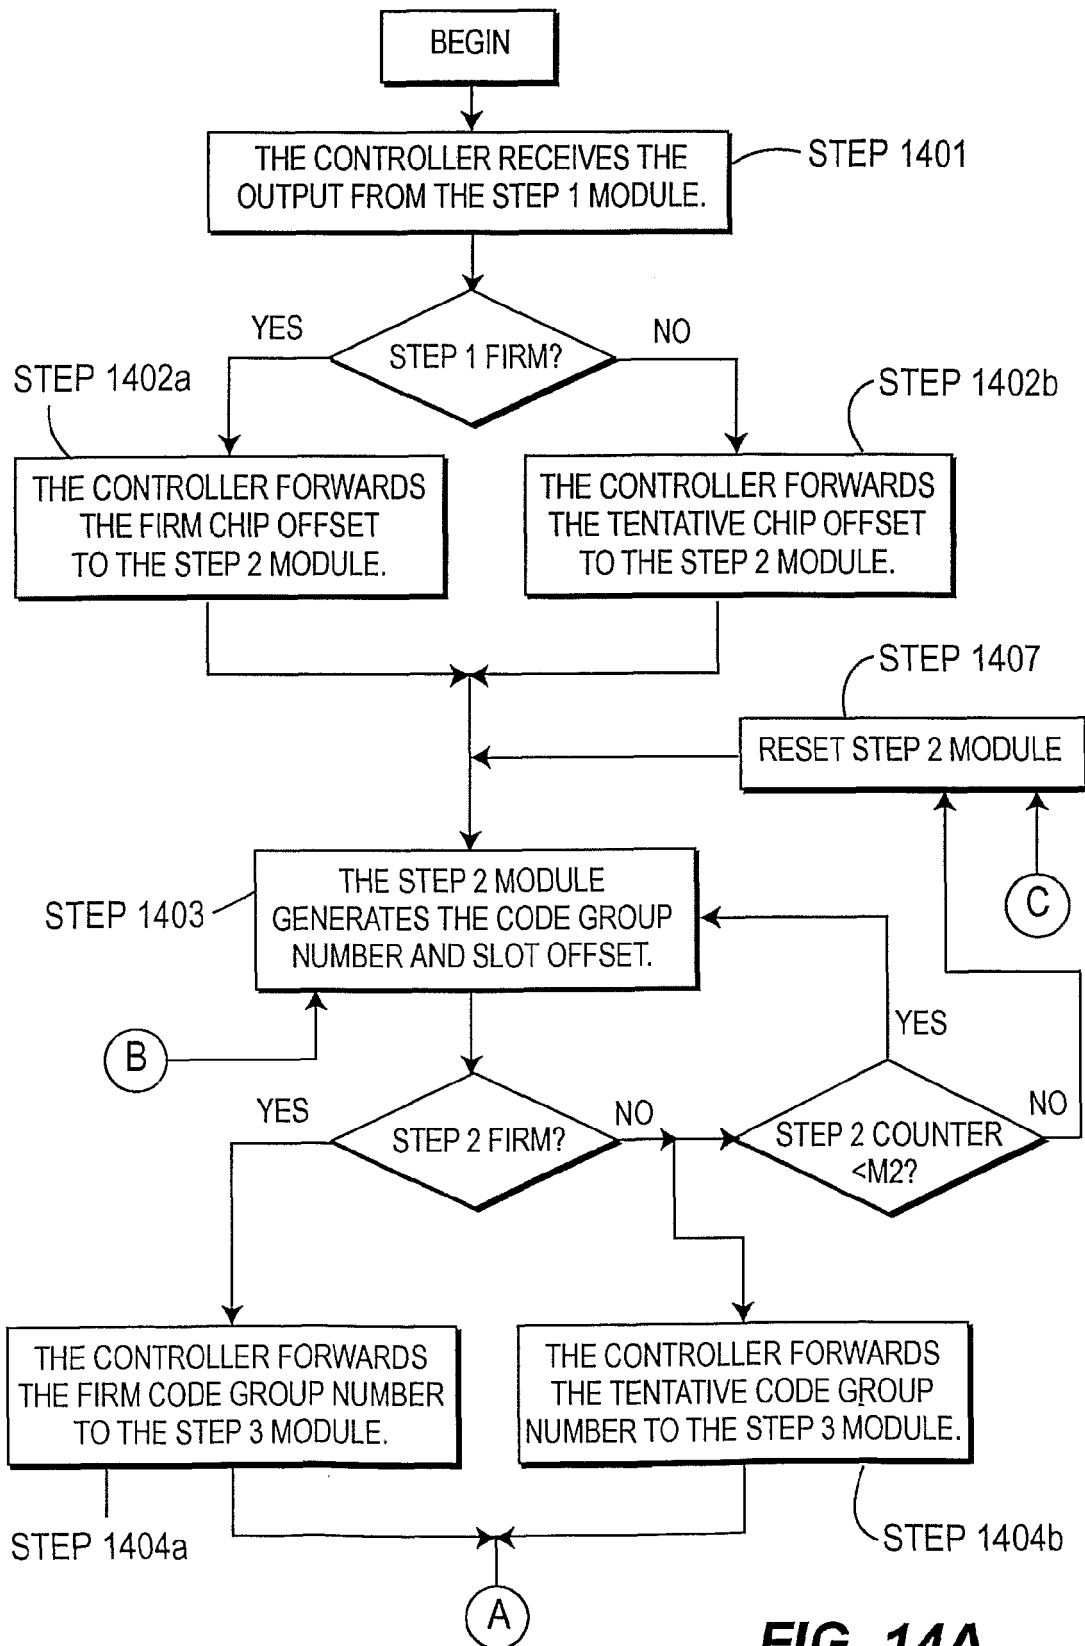 BEGIN
THE CONTROLLER RECEIVES THE
OUTPUT FROM THE STEP 1 MODULE.
STEP 1401
YES
NO
STEP 1 FIRM?
STEP 1402a
STEP 1402b
THE CONTROLLER FORWARDS
THE FIRM CHIP OFFSET
TO THE STEP 2 MODULE.
THE CONTROLLER FORWARDS
THE TENTATIVE CHIP OFFSET
TO THE STEP 2 MODULE.
STEP 1407
RESET STEP 2 MODULE
C
STEP 1403
THE STEP 2 MODULE
GENERATES THE CODE GROUP
NUMBER AND SLOT OFFSET.
B
YES
YES
NO
NO
STEP 2 FIRM?
STEP 2 COUNTER
<M2?
THE CONTROLLER FORWARDS
THE FIRM CODE GROUP NUMBER
TO THE STEP 3 MODULE.
THE CONTROLLER FORWARDS
THE TENTATIVE CODE GROUP
NUMBER TO THE STEP 3 MODULE.
STEP 1404a
STEP 1404b
A
FIG. 14A